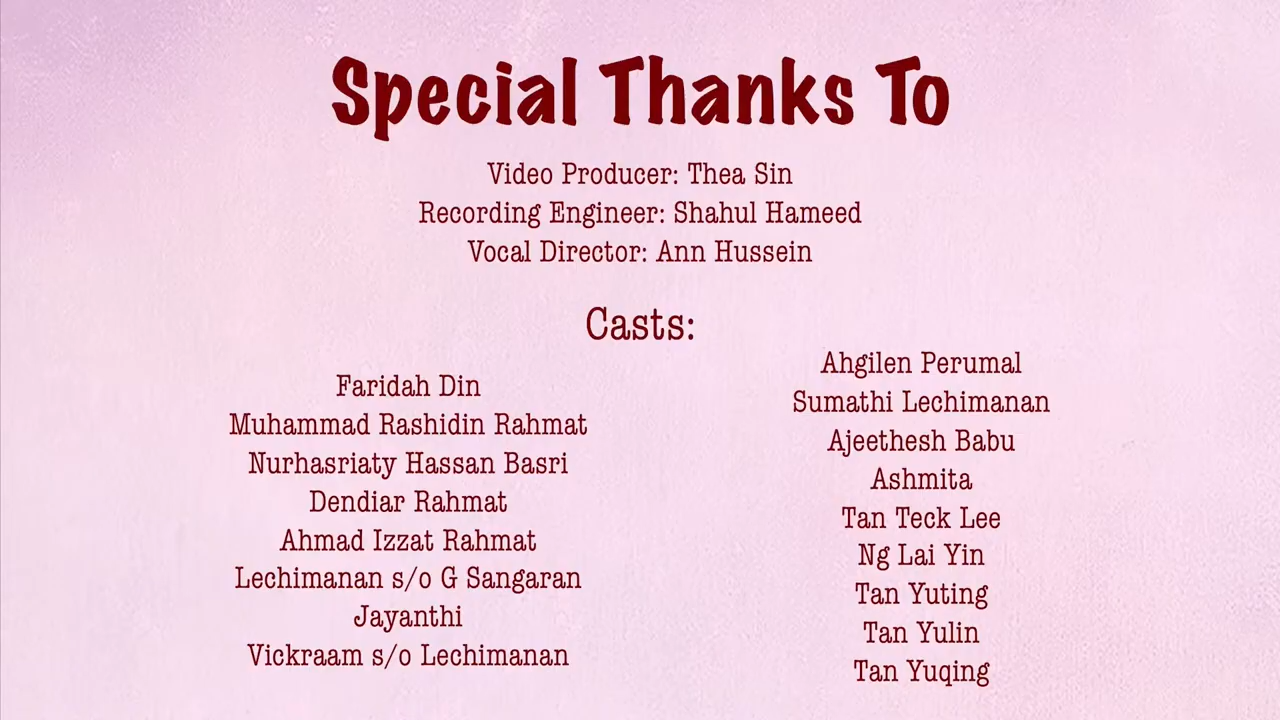 Special Thanks To
Video Producer: Thea Sin
Recording Engineer: Shahul Hameed
Vocal Director: Ann Hussein
Casts:
Faridah Din
Muhammad Rashidin Rahmat
Nurhasriaty Hassan Basri
Dendiar Rahmat
Ahmad Izzat Rahmat
Lechimanan s/o G Sangaran
Jayanthi
Vickraam s/o Lechimanan
Ahgilen Perumal
Sumathi Lechimanan
Ajeethesh Babu
Ashmita
Tan Teck Lee
Ng Lai Yin
Tan Yuting
Tan Yulin
Tan Yuqing